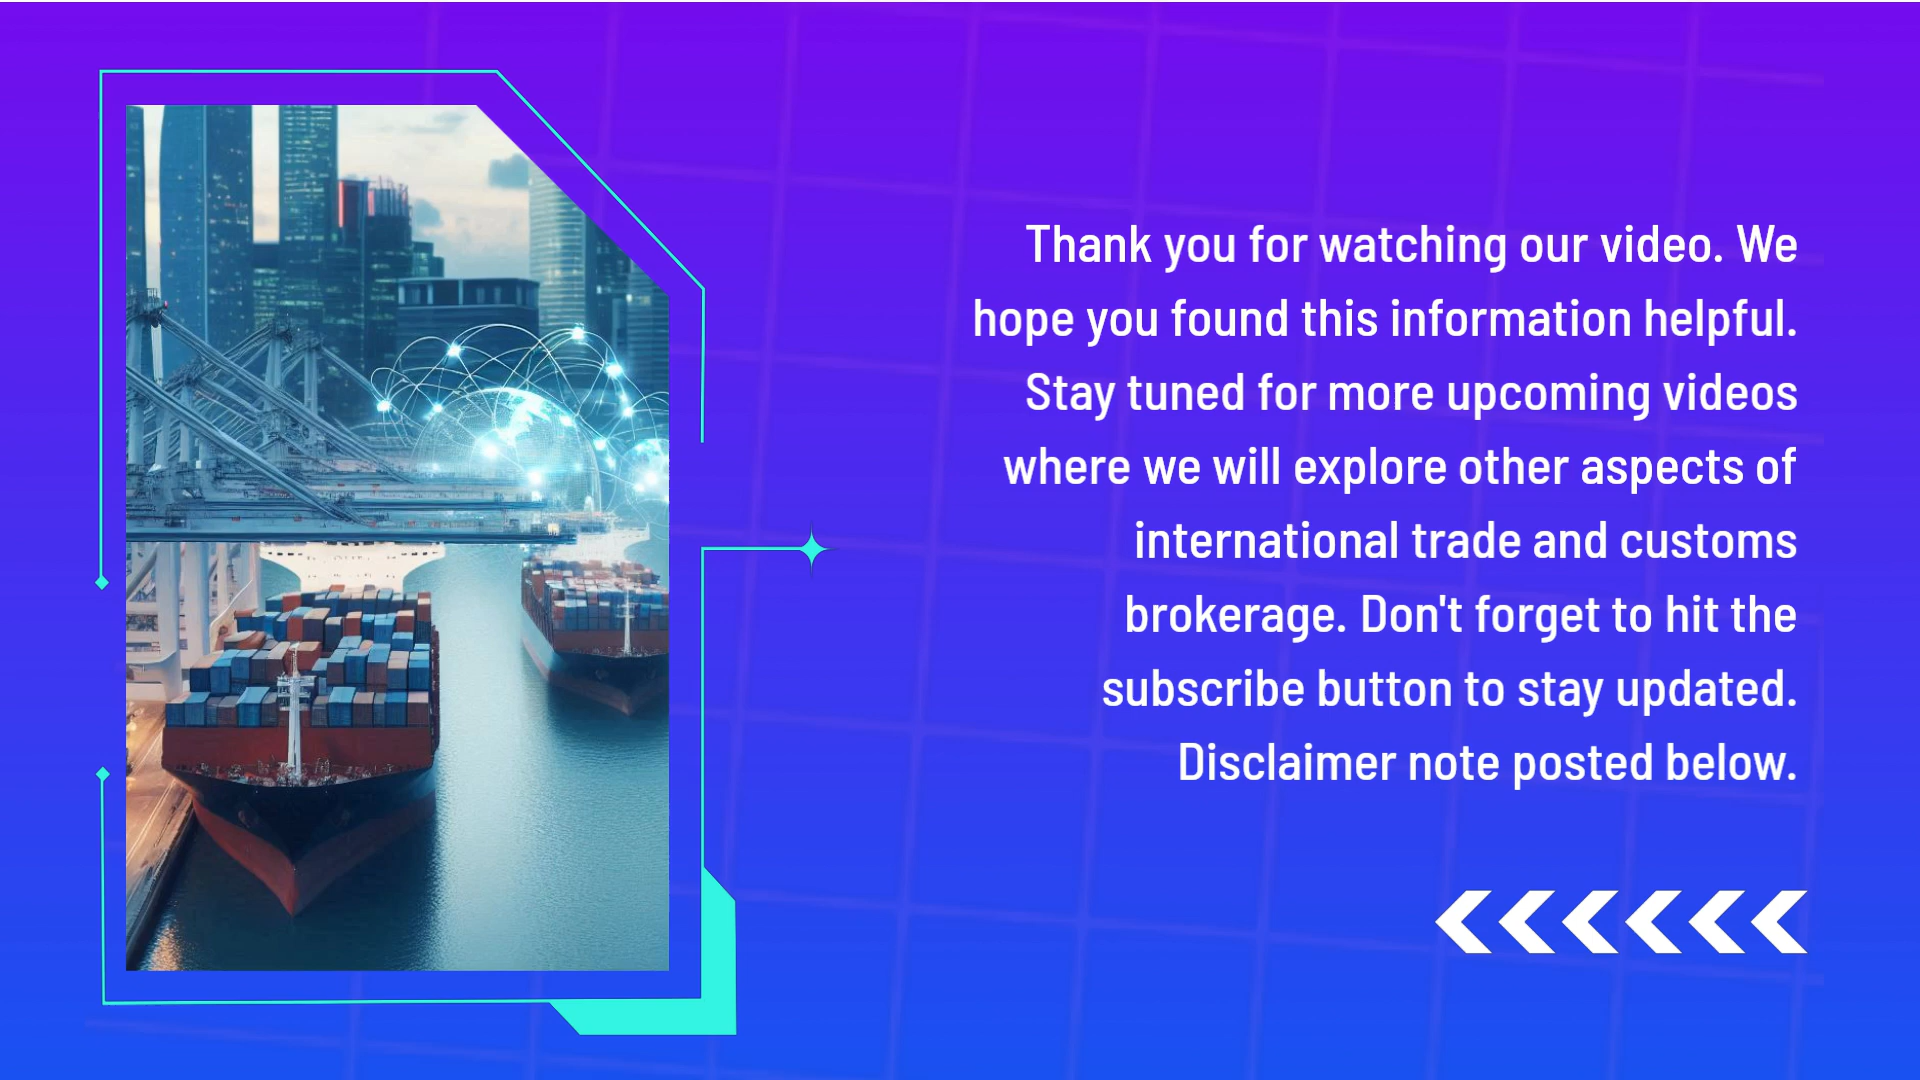 Thank you for watching our video. We
hope you found this information helpful.
Stay tuned for more upcoming videos
where we will explore other aspects of
international trade and customs
brokerage. Don't forget to hit the
subscribe button to stay updated.
Disclaimer note posted below.